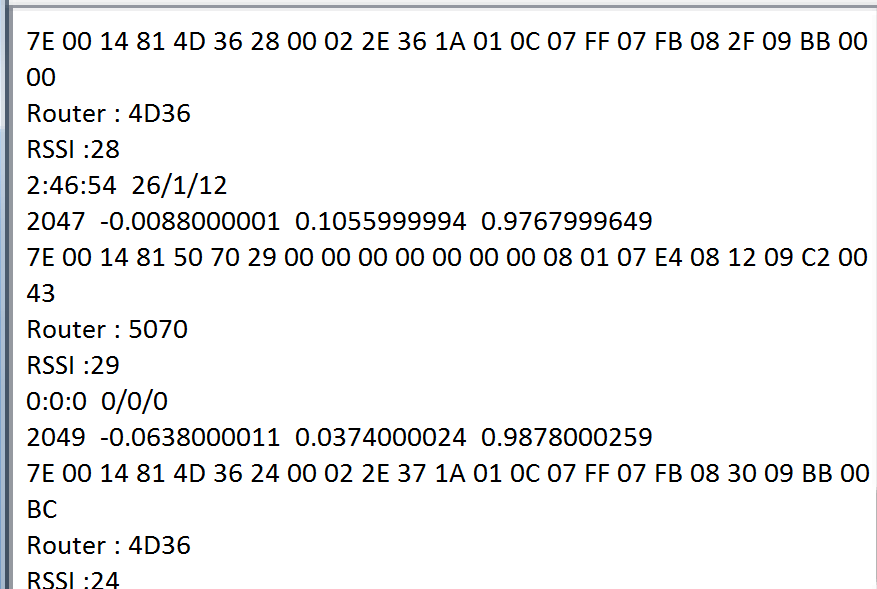 7E 00 14 81 4D 36 28 00 02 2E 36 1A 01 0C 07 FF 07 FB 08 2F 09 BB 00
00
Router : 4D36
RSSI :28
2:46:54  26/1/12
2047  -0.0088000001  0.1055999994  0.9767999649
7E 00 14 81 50 70 29 00 00 00 00 00 00 00 08 01 07 E4 08 12 09 C2 00
43
Router : 5070
RSSI :29
0:0:0  0/0/0
2049  -0.0638000011  0.0374000024  0.9878000259
7E 00 14 81 4D 36 24 00 02 2E 37 1A 01 0C 07 FF 07 FB 08 30 09 BB 00
BC
Router : 4D36
RSSI :24